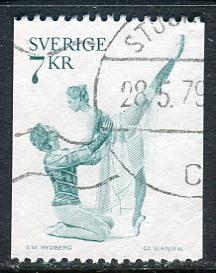 SVERIGE
7 KR
28.5.79
C
E.M. RYDBERG
CZ. SLANIA SC